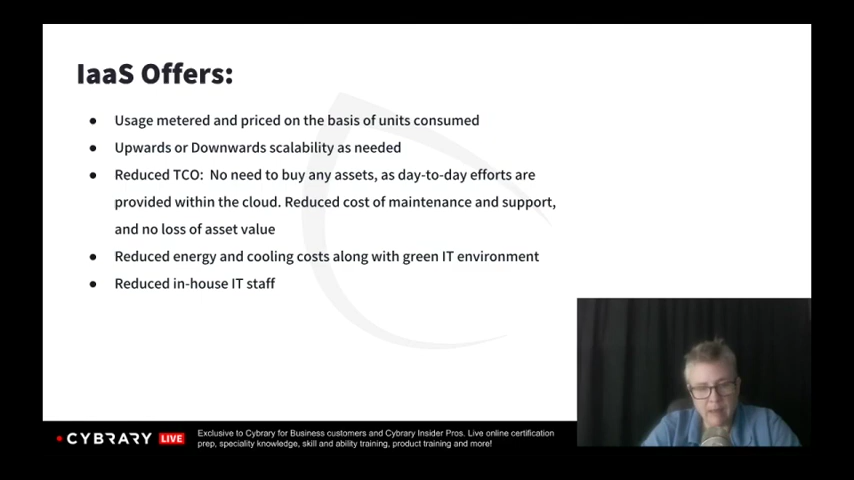 IaaS Offers:
● Usage metered and priced on the basis of units consumed
● Upwards or Downwards scalability as needed
● Reduced TCO: No need to buy any assets, as day-to-day efforts are
provided within the cloud. Reduced cost of maintenance and support,
and no loss of asset value
● Reduced energy and cooling costs along with green IT environment
● Reduced in-house IT staff
CYBRARY LIVE
Exclusive to Cybrary for Business customers and Cybrary Insider Pros. Live online certification
prep, speciality knowledge, skill and ability training, product training and more!